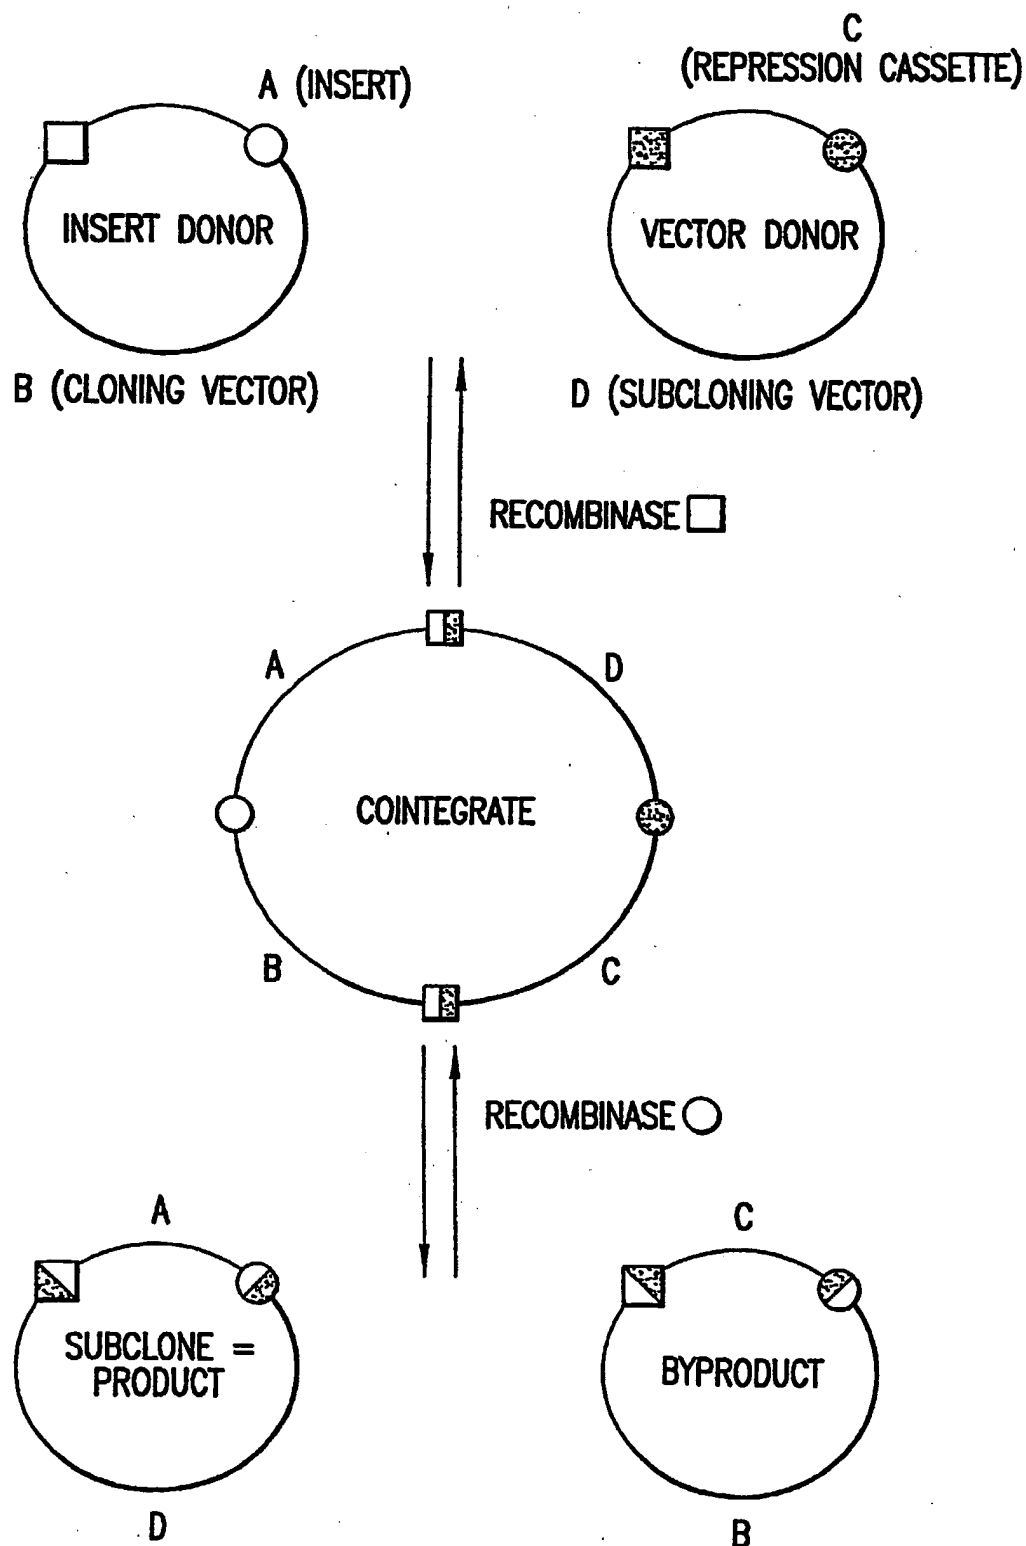 C
(REPRESSION CASSETTE)
A (INSERT)
INSERT DONOR
VECTOR DONOR
B (CLONING VECTOR)
D (SUBCLONING VECTOR)
RECOMBINASE
A
D
COINTEGRATE
B
C
RECOMBINASE
A
C
SUBCLONE =
PRODUCT
BYPRODUCT
D
B